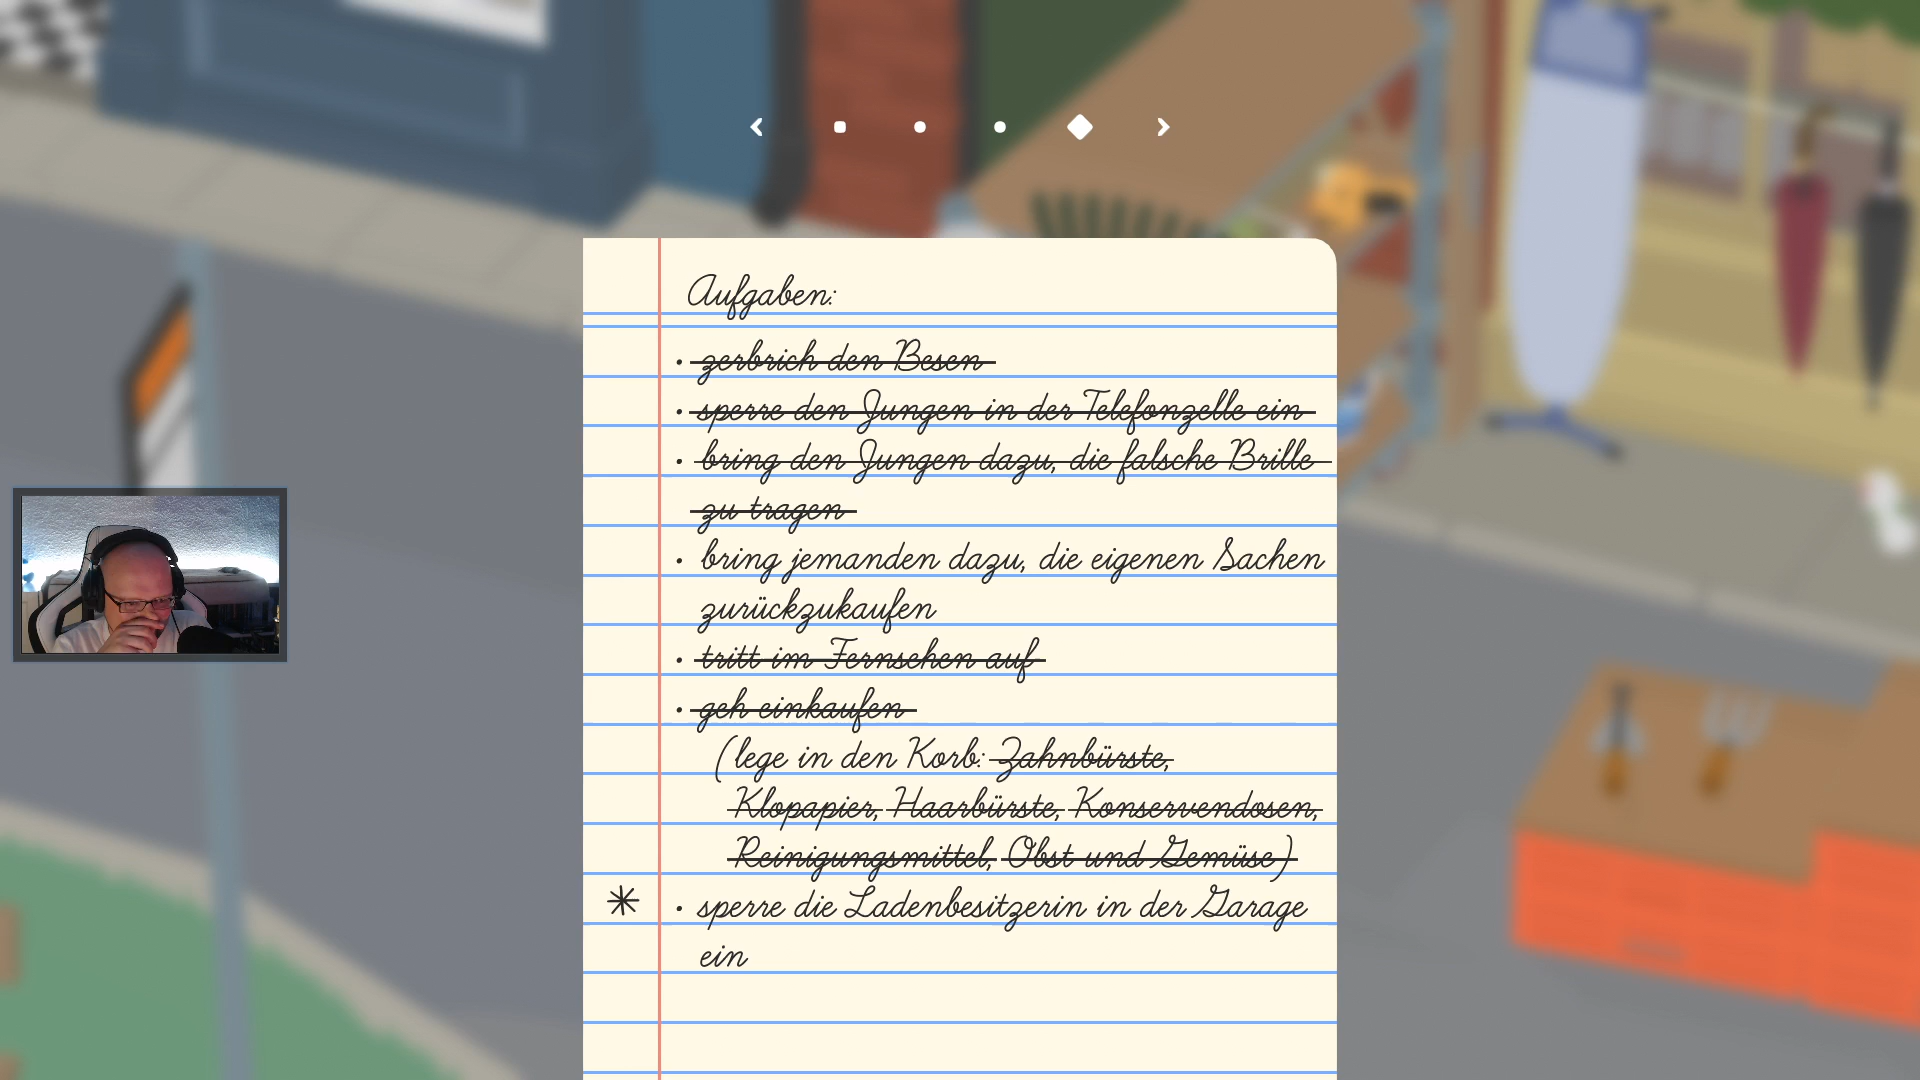 Aufgaben:
• zerbrich den Besen
• sperre den Jungen in der Telefonzelle ein
• bring den Jungen dazu, die falsche Brille
zu tragen
• bring jemanden dazu, die eigenen Sachen
zurückzukaufen
• tritt im Fernsehen auf
• geh einkaufen
(lege in den Korb: Zahnbürste,
Klopapier, Haarbürste, Konservendosen,
Reinigungsmittel, Obst und Gemüse)
* • sperre die Ladenbesitzerin in der Garage
ein